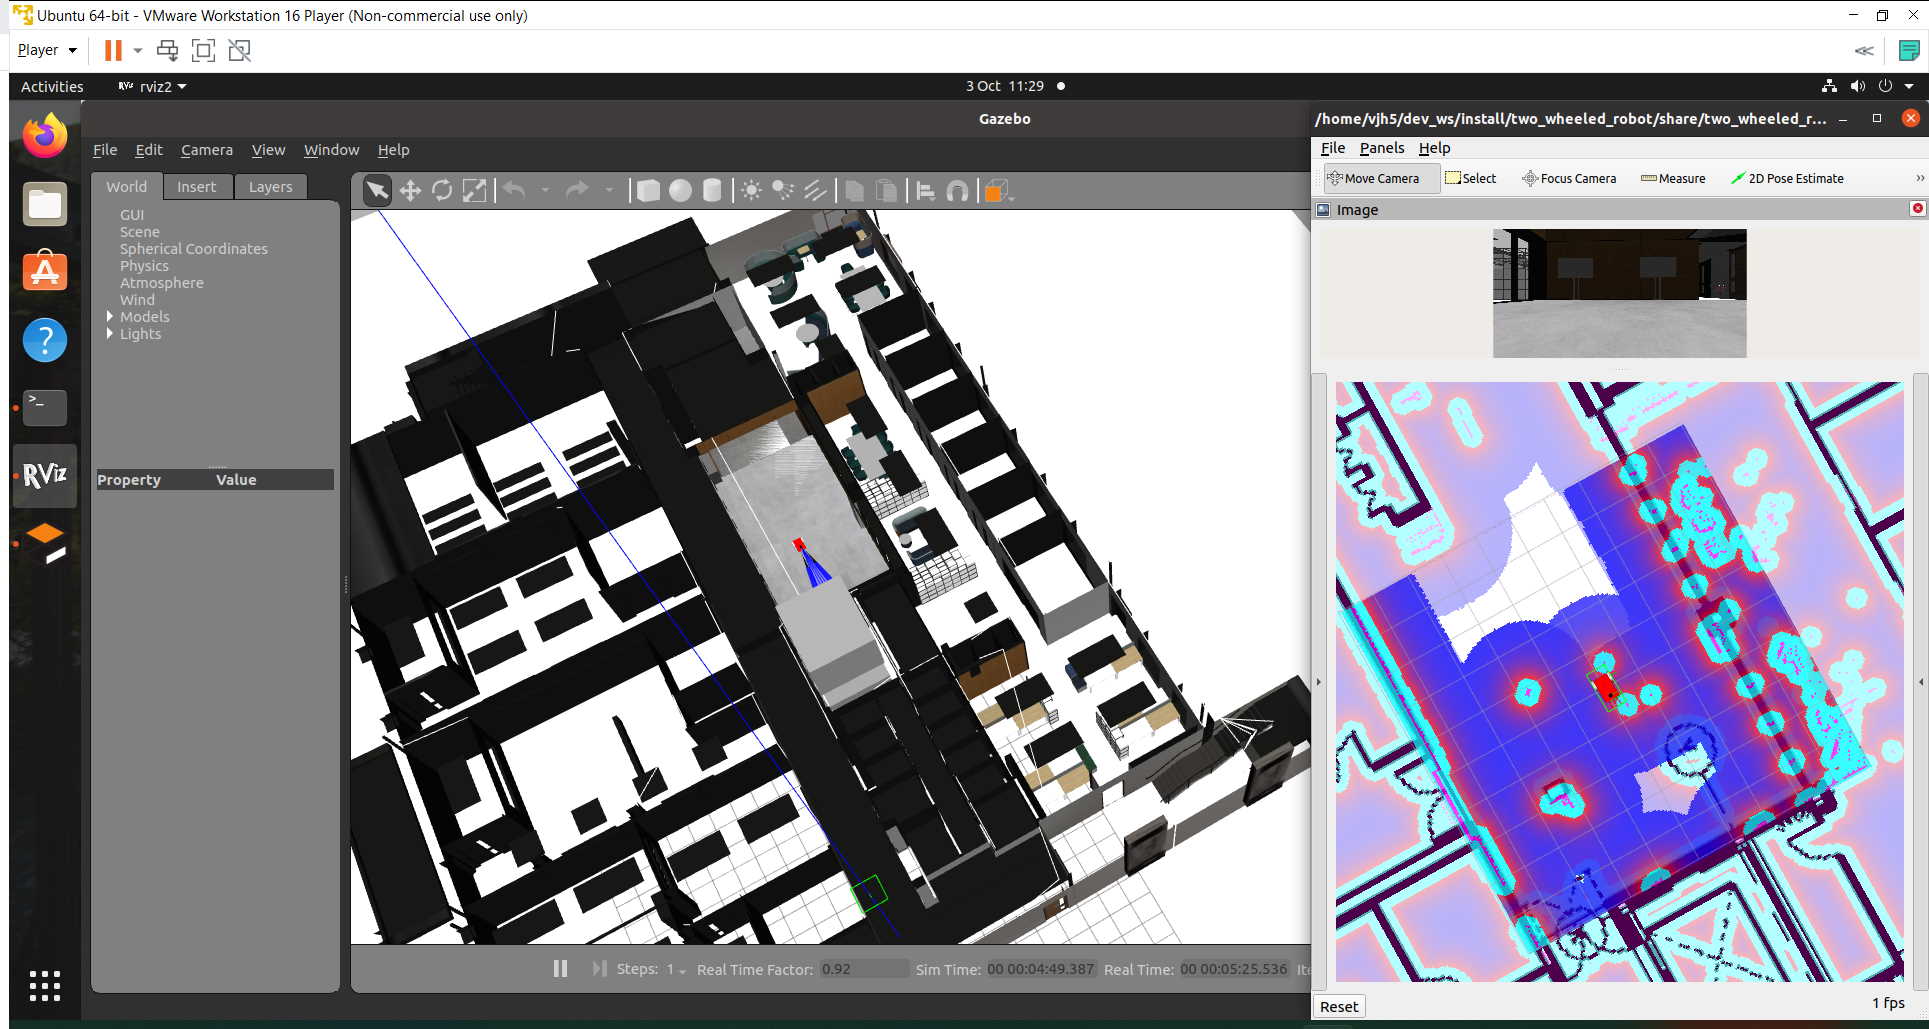 Ubuntu 64-bit - VMware Workstation 16 Player (Non-commercial use only)
Player
Activities
RViz rviz2
3 Oct 11:29
Gazebo
File Edit Camera View Window Help
World Insert Layers
GUI
Scene
Spherical Coordinates
Physics
Atmosphere
Wind
Models
Lights
Property Value
RViz
Steps: 1 Real Time Factor: 0.92 Sim Time: 00 00:04:49.387 Real Time: 00 00:05:25.536 Ite
/home/vjh5/dev_ws/install/two_wheeled_robot/share/two_wheeled_r...
File Panels Help
Move Camera Select Focus Camera Measure 2D Pose Estimate
Image
Reset
1 fps